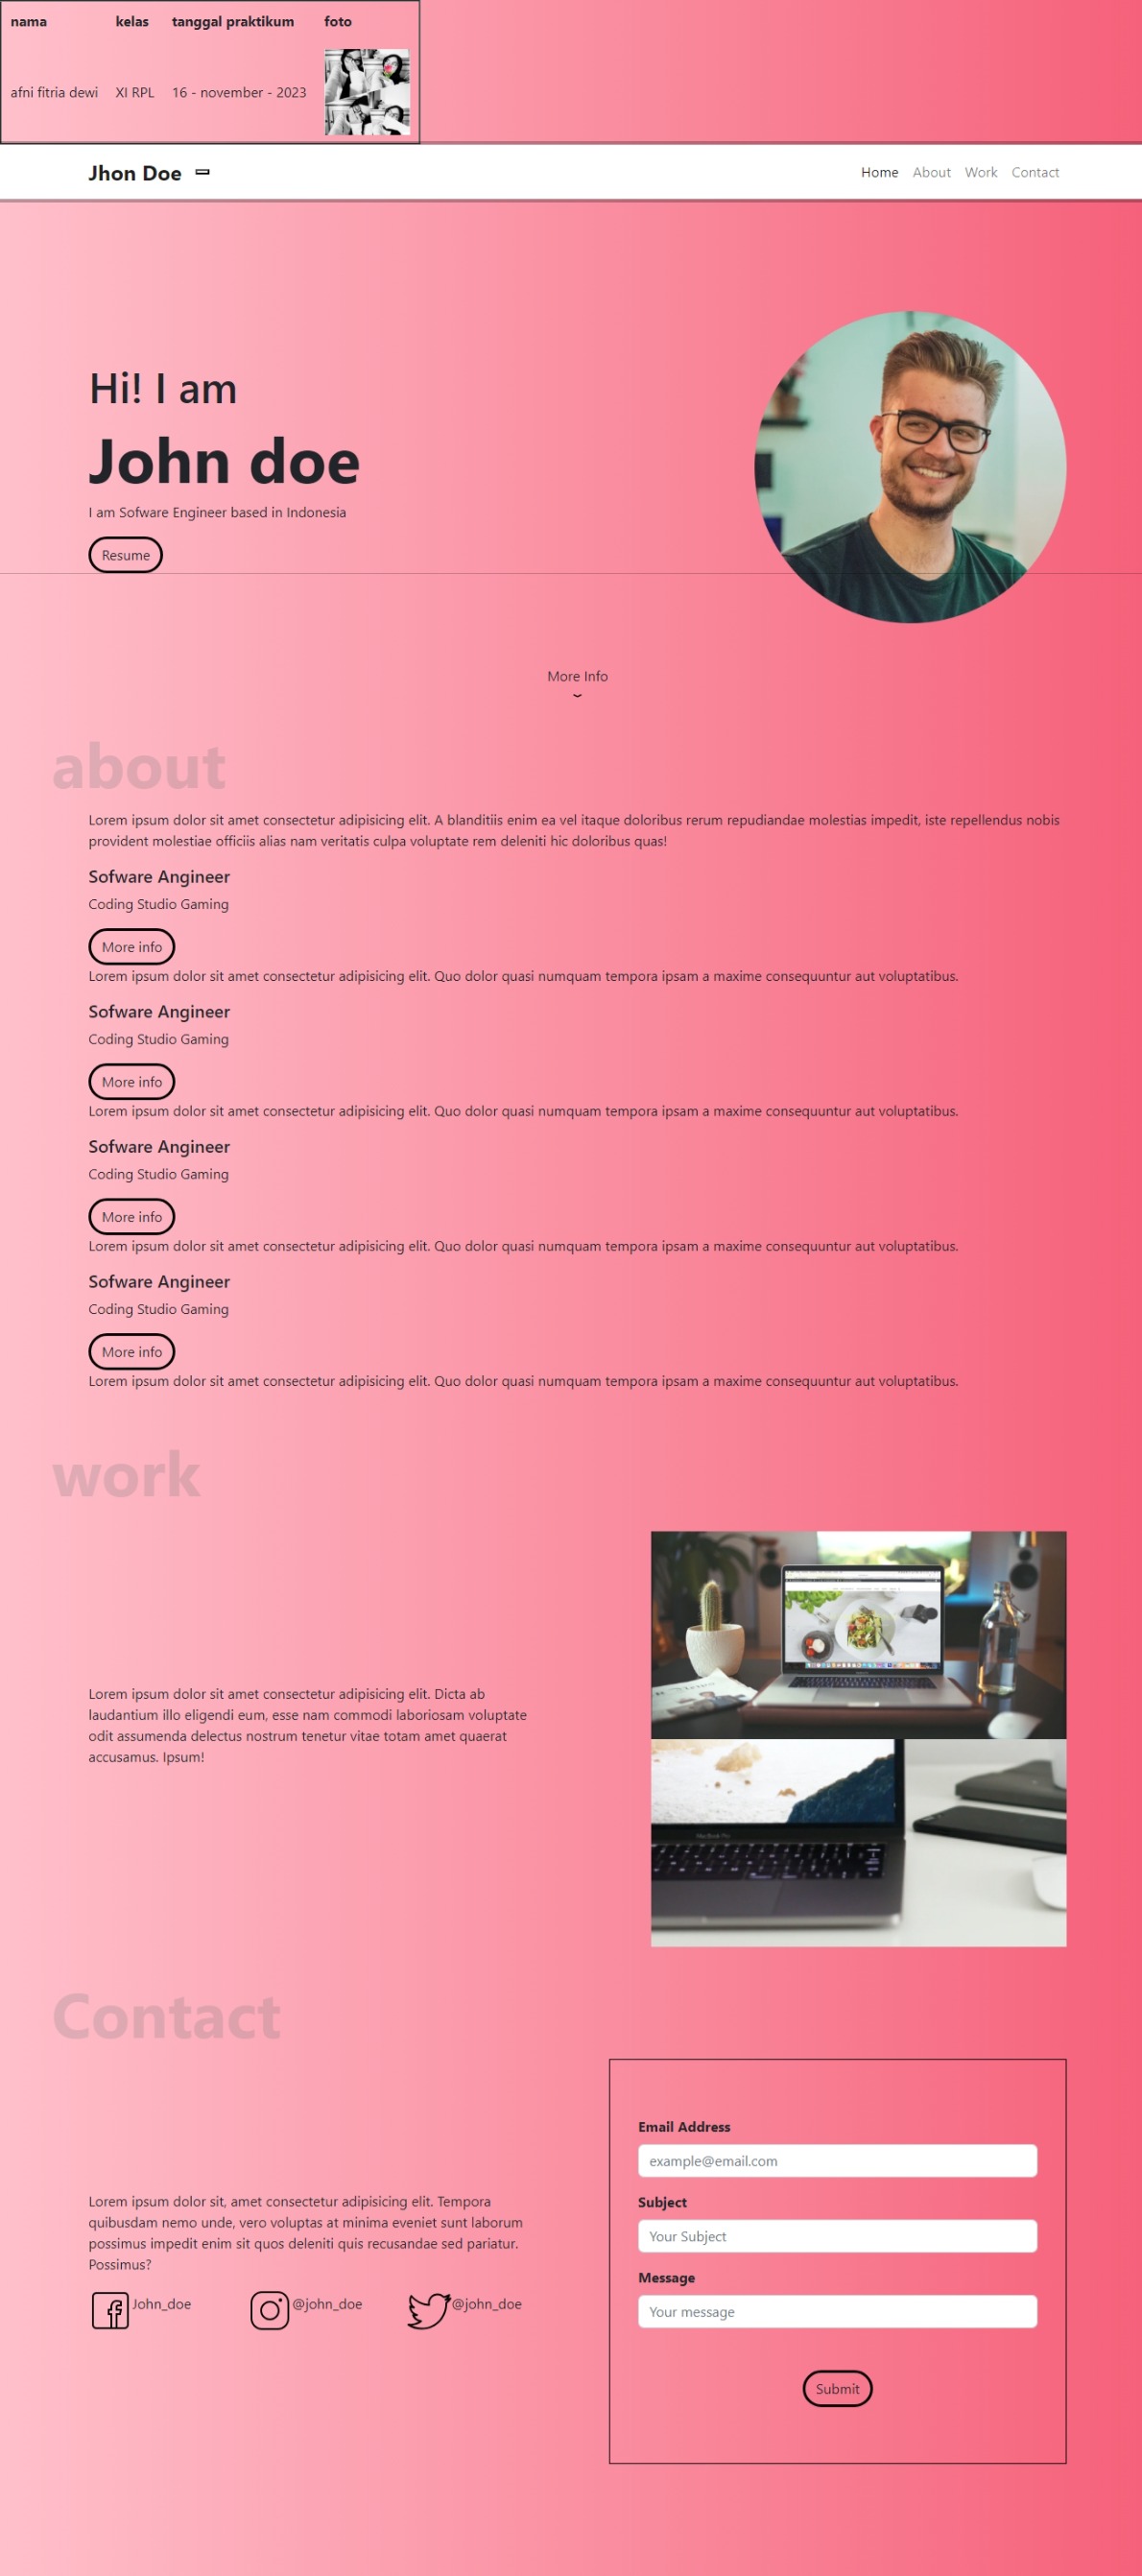 nama kelas tanggal praktikum foto
afni fitria dewi XI RPL 16 - november - 2023
Jhon Doe Home About Work Contact
Hi! I am
John doe
I am Sofware Engineer based in Indonesia
Resume
More Info
about
Lorem ipsum dolor sit amet consectetur adipisicing elit. A blanditiis enim ea vel itaque doloribus rerum repudiandae molestias impedit, iste repellendus nobis
provident molestiae officiis alias nam veritatis culpa voluptate rem deleniti hic doloribus quas!
Sofware Angineer
Coding Studio Gaming
More info
Lorem ipsum dolor sit amet consectetur adipisicing elit. Quo dolor quasi numquam tempora ipsam a maxime consequuntur aut voluptatibus.
Sofware Angineer
Coding Studio Gaming
More info
Lorem ipsum dolor sit amet consectetur adipisicing elit. Quo dolor quasi numquam tempora ipsam a maxime consequuntur aut voluptatibus.
Sofware Angineer
Coding Studio Gaming
More info
Lorem ipsum dolor sit amet consectetur adipisicing elit. Quo dolor quasi numquam tempora ipsam a maxime consequuntur aut voluptatibus.
Sofware Angineer
Coding Studio Gaming
More info
Lorem ipsum dolor sit amet consectetur adipisicing elit. Quo dolor quasi numquam tempora ipsam a maxime consequuntur aut voluptatibus.
work
Lorem ipsum dolor sit amet consectetur adipisicing elit. Dicta ab
laudantium illo eligendi eum, esse nam commodi laboriosam voluptate
odit assumenda delectus nostrum tenetur vitae totam amet quaerat
accusamus. Ipsum!
MacBook Pro
Contact
Lorem ipsum dolor sit, amet consectetur adipisicing elit. Tempora
quibusdam nemo unde, vero voluptas at minima eveniet sunt laborum
possimus impedit enim sit quos deleniti quis recusandae sed pariatur.
Possimus?
John_doe @john_doe @john_doe
Email Address
example@email.com
Subject
Your Subject
Message
Your message
Submit